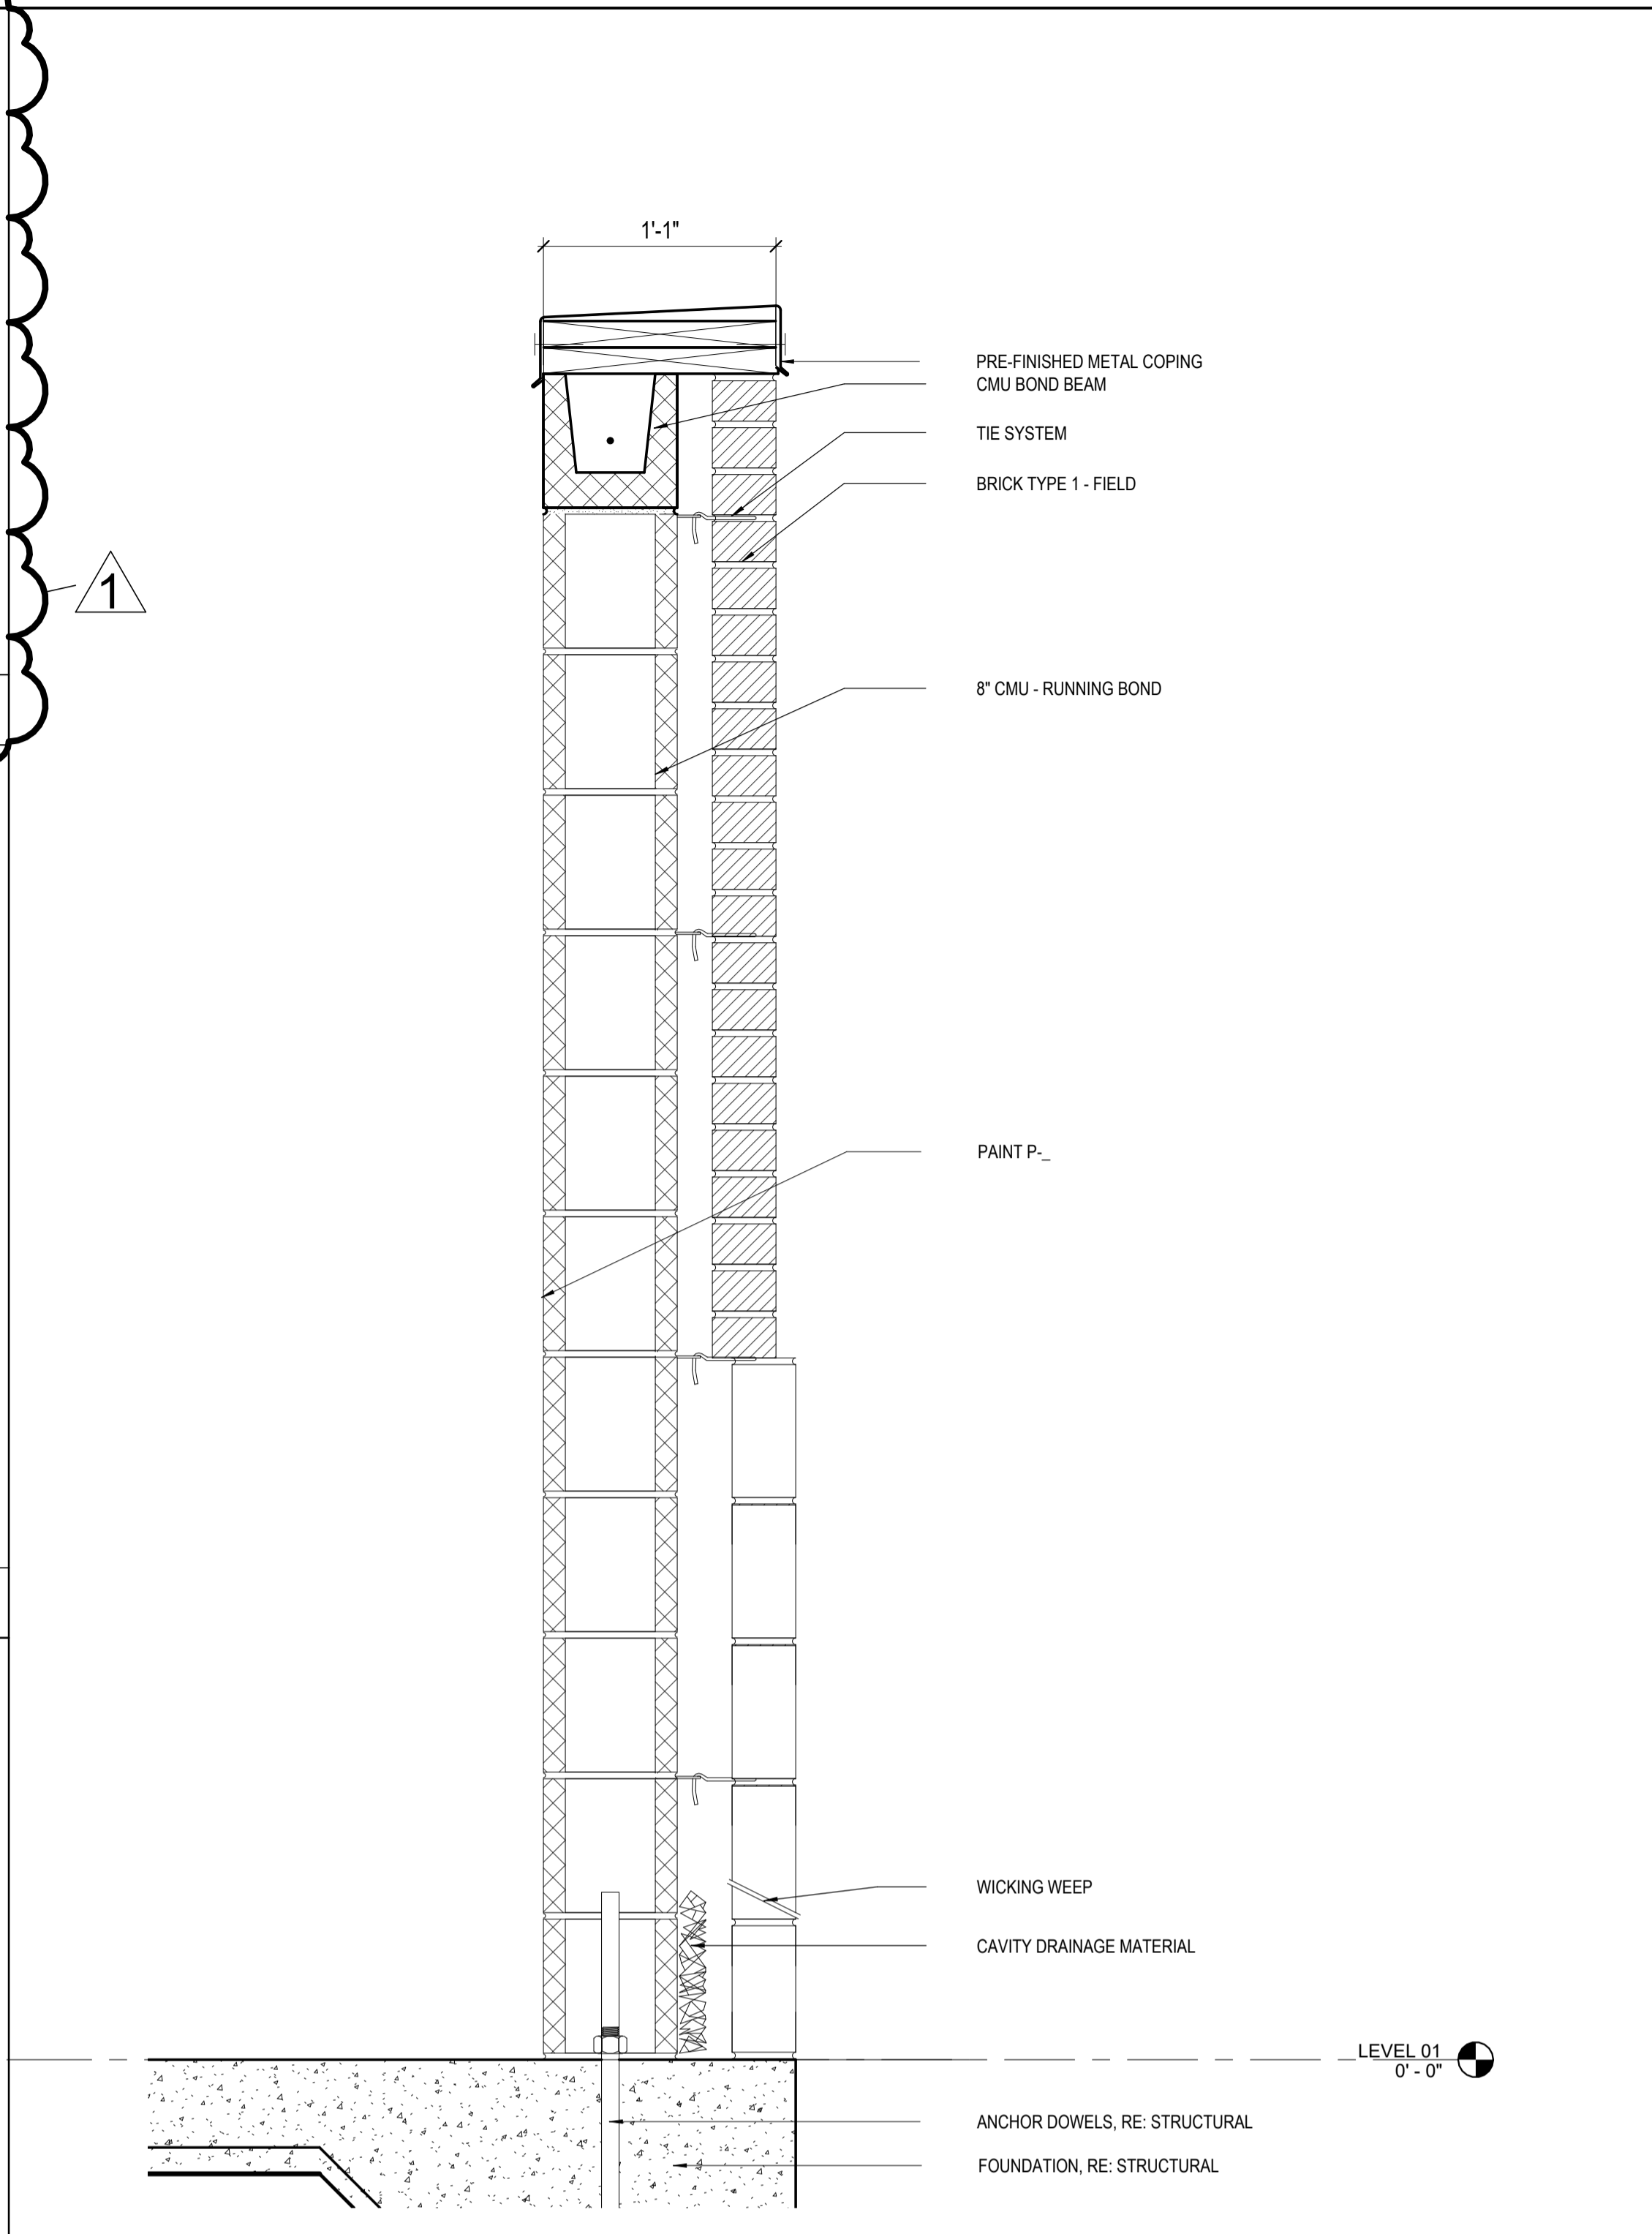 1'-1"
PRE-FINISHED METAL COPING
CMU BOND BEAM
TIE SYSTEM
BRICK TYPE 1 - FIELD
1
8" CMU - RUNNING BOND
PAINT P-_
WICKING WEEP
CAVITY DRAINAGE MATERIAL
LEVEL 01
0' - 0"
ANCHOR DOWELS, RE: STRUCTURAL
FOUNDATION, RE: STRUCTURAL